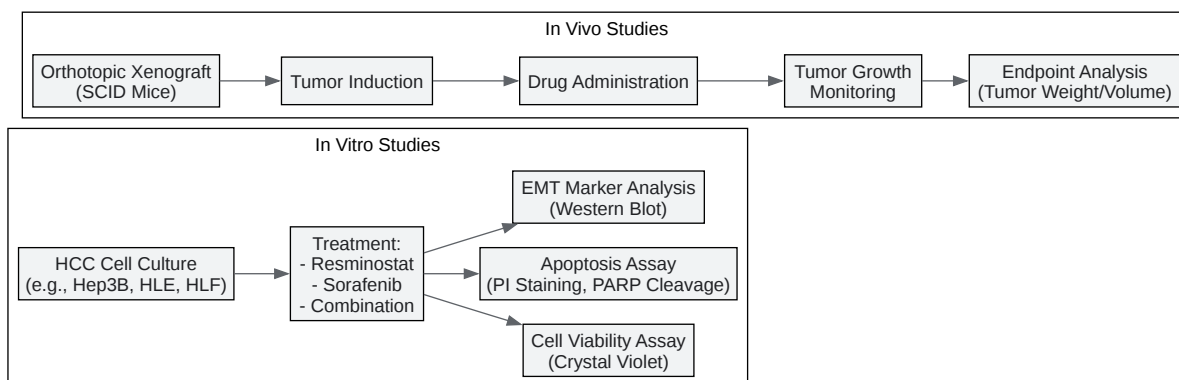 In Vivo Studies
Orthotopic Xenograft
(SCID Mice)
Tumor Induction
Drug Administration
Tumor Growth
Monitoring
Endpoint Analysis
(Tumor Weight/Volume)
In Vitro Studies
HCC Cell Culture
(e.g., Hep3B, HLE, HLF)
Treatment:
- Resminostat
- Sorafenib
- Combination
EMT Marker Analysis
(Western Blot)
Apoptosis Assay
(PI Staining, PARP Cleavage)
Cell Viability Assay
(Crystal Violet)